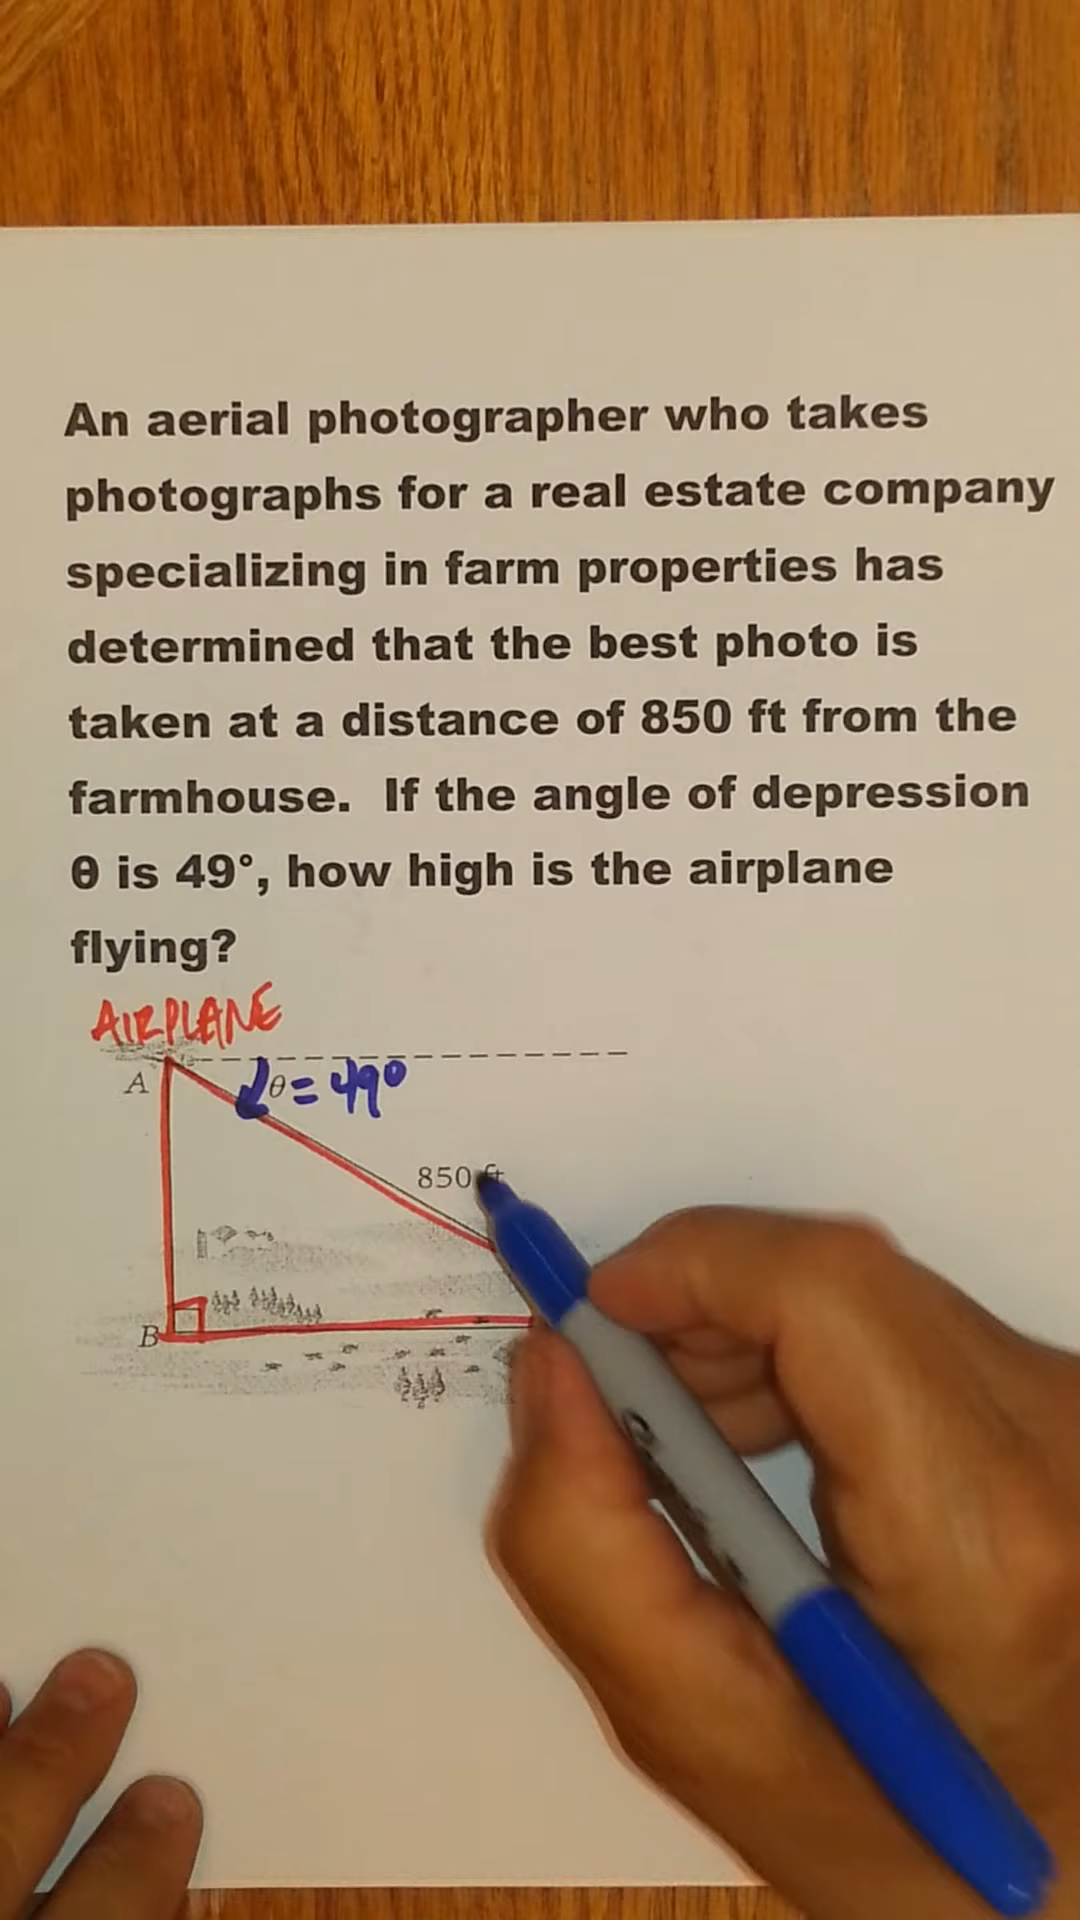 An aerial photographer who takes
photographs for a real estate company
specializing in farm properties has
determined that the best photo is
taken at a distance of 850 ft from the
farmhouse. If the angle of depression
θ is 49°, how high is the airplane
flying?
AIRPLANE
A
θ = 49°
850 ft
B